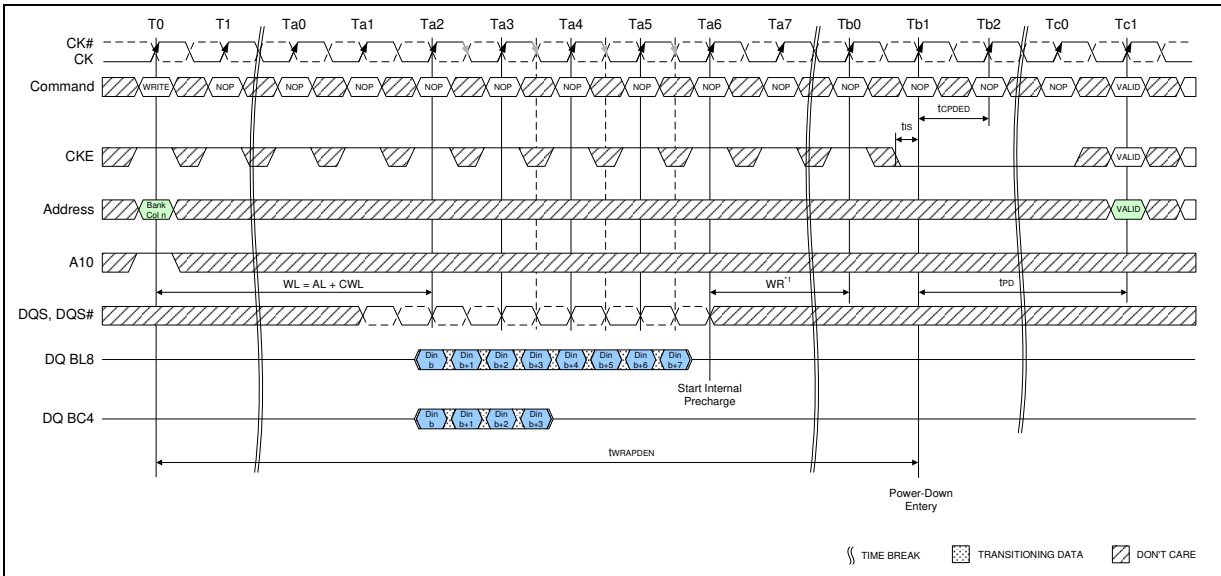 T0 T1 Ta0 Ta1 Ta2 Ta3 Ta4 Ta5 Ta6 Ta7 Tb0 Tb1 Tb2 Tc0 Tc1
CK#
CK
Command WRITE NOP NOP NOP NOP NOP NOP NOP NOP NOP NOP NOP NOP NOP VALID
tCPDED
tIS
CKE VALID
Address Bank Col n VALID
A10
WL = AL + CWL WR*1 tPD
DQS, DQS#
DQ BL8 Din b Din b+1 Din b+2 Din b+3 Din b+4 Din b+5 Din b+6 Din b+7
Start Internal
Precharge
DQ BC4 Din b Din b+1 Din b+2 Din b+3
tWRAPDEN
Power-Down
Entery
TIME BREAK TRANSITIONING DATA DON'T CARE